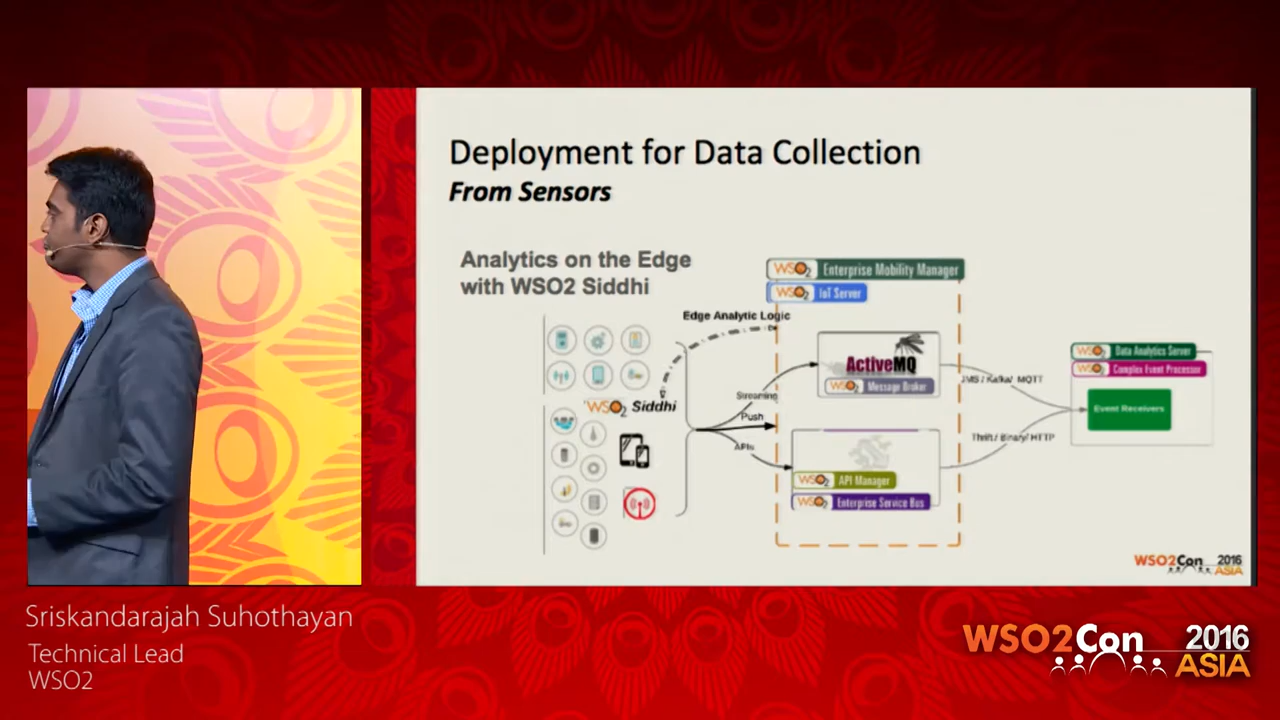 Deployment for Data Collection
From Sensors
Analytics on the Edge
with WSO2 Siddhi
WSO2 Enterprise Mobility Manager
WSO2 IoT Server
Edge Analytic Logic
ActiveMQ
WSO2 Message Broker
WSO2 Siddhi
Streaming
Push
APIs
WSO2 API Manager
WSO2 Enterprise Service Bus
JMS / Kafka/ MQTT
Thrift / Binary/ HTTP
WSO2 Data Analytics Server
WSO2 Complex Event Processor
Event Receivers
WSO2Con 2016
ASIA
Sriskandarajah Suhothayan
Technical Lead
WSO2
WSO2Con 2016
ASIA